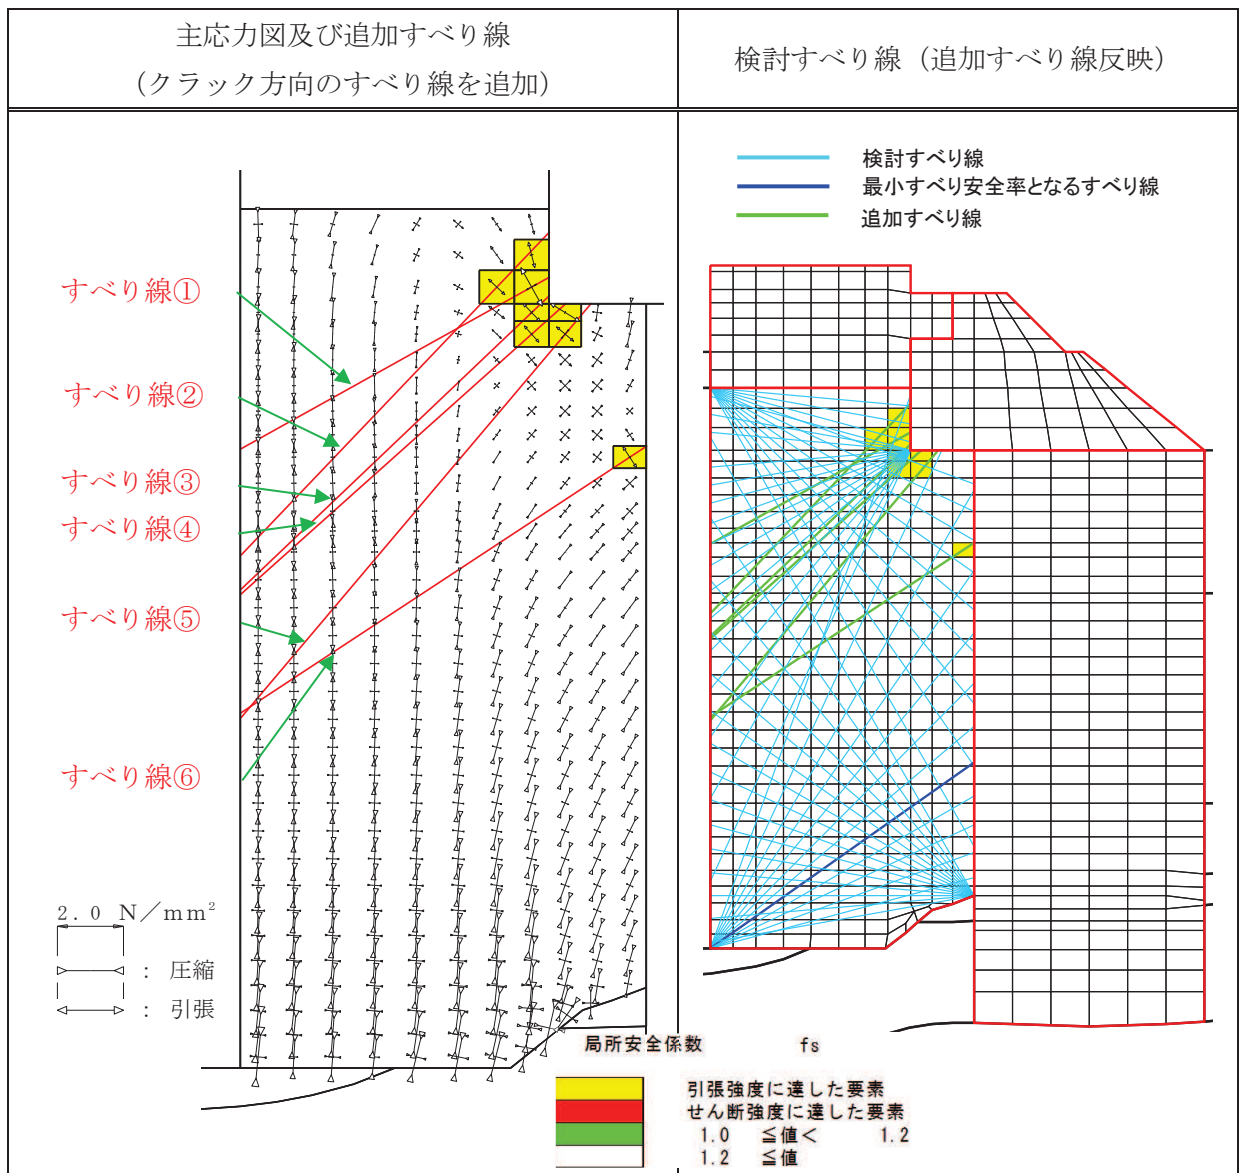 主応力図及び追加すべり線
（クラック方向のすべり線を追加）
検討すべり線（追加すべり線反映）
検討すべり線
最小すべり安全率となるすべり線
追加すべり線
すべり線①
すべり線②
すべり線③
すべり線④
すべり線⑤
すべり線⑥
2.0 N／mm²
： 圧縮
： 引張
局所安全係数 fs
引張強度に達した要素
せん断強度に達した要素
1.0 ≦値＜ 1.2
1.2 ≦値